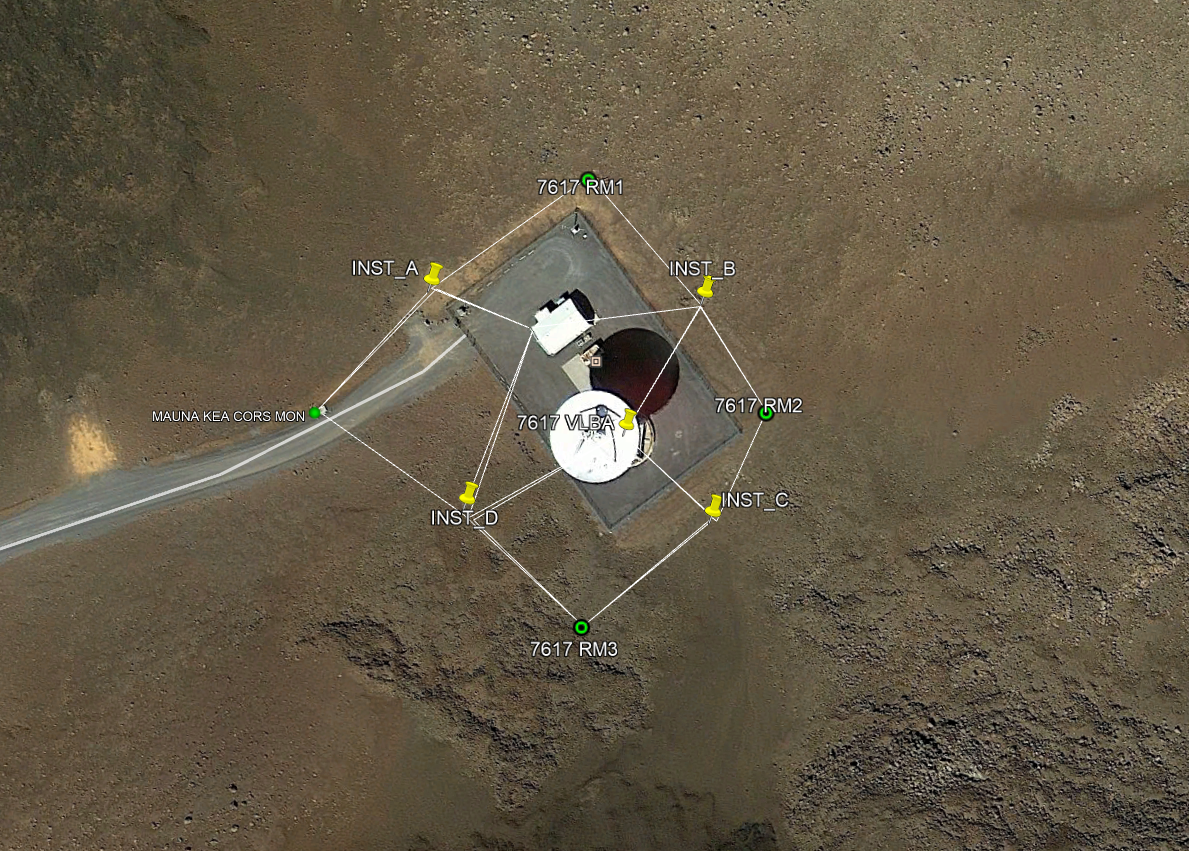 7617 RM1
INST_A
INST_B
7617 RM2
MAUNA KEA CORS MON
7617 VLBA
INST_C
INST_D
7617 RM3